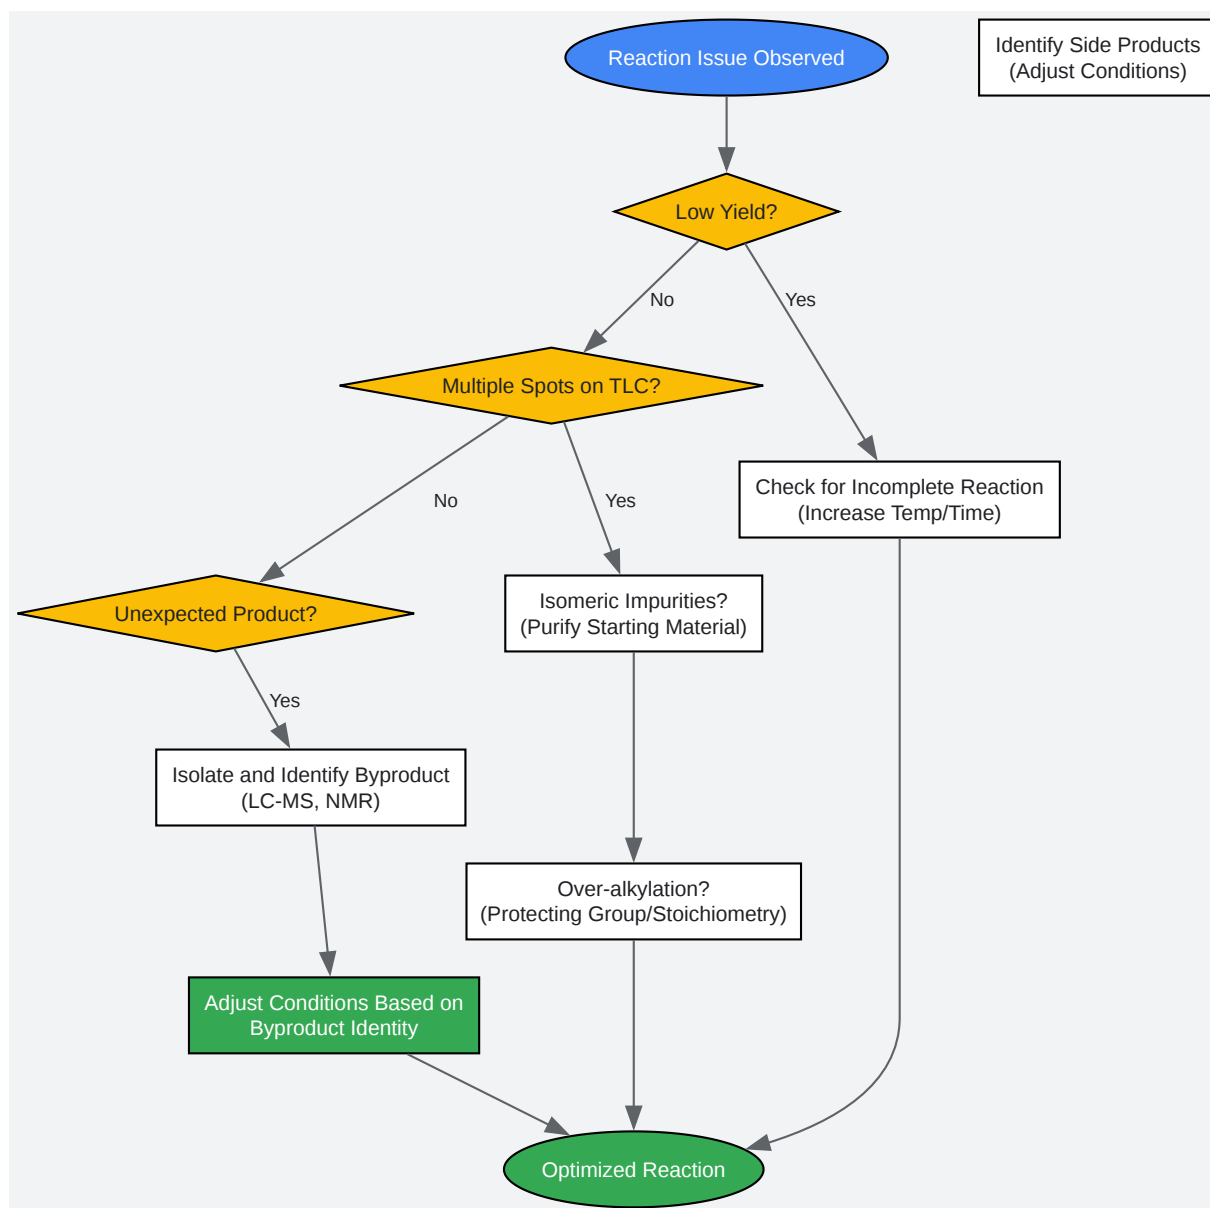 Reaction Issue Observed
Identify Side Products
(Adjust Conditions)
Low Yield?
No
Yes
Multiple Spots on TLC?
Check for Incomplete Reaction
(Increase Temp/Time)
No
Yes
Unexpected Product?
Isomeric Impurities?
(Purify Starting Material)
Yes
Isolate and Identify Byproduct
(LC-MS, NMR)
Over-alkylation?
(Protecting Group/Stoichiometry)
Adjust Conditions Based on
Byproduct Identity
Optimized Reaction